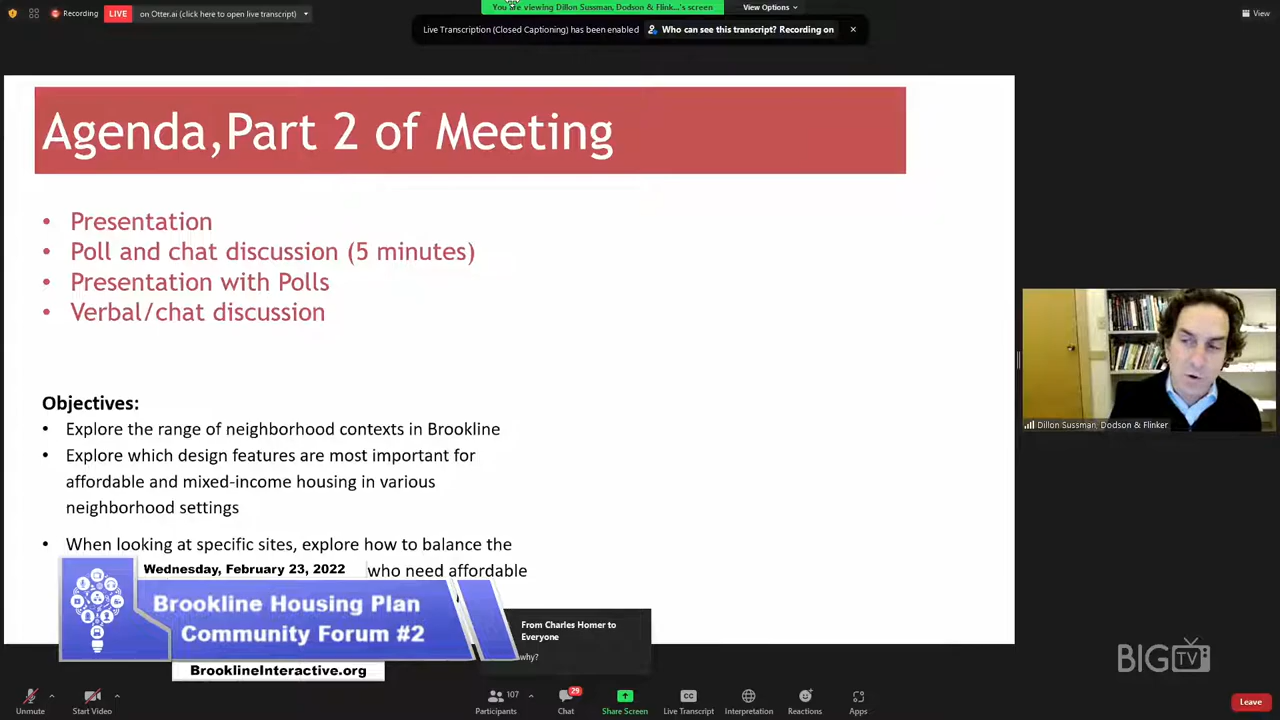 Recording
LIVE
on Otter.ai (click here to open live transcript)
You are viewing Dillon Sussman, Dodson & Flink...'s screen
View Options
View
Live Transcription (Closed Captioning) has been enabled
Who can see this transcript? Recording on
Agenda,Part 2 of Meeting
• Presentation
• Poll and chat discussion (5 minutes)
• Presentation with Polls
• Verbal/chat discussion
Objectives:
• Explore the range of neighborhood contexts in Brookline
• Explore which design features are most important for
affordable and mixed-income housing in various
neighborhood settings
• When looking at specific sites, explore how to balance the
who need affordable
Dillon Sussman, Dodson & Flinker
Wednesday, February 23, 2022
Brookline Housing Plan
Community Forum #2
BrooklineInteractive.org
From Charles Homer to
Everyone
why?
BIG TV
Unmute
Start Video
107
Participants
29
Chat
Share Screen
CC
Live Transcript
Interpretation
Reactions
Apps
Leave